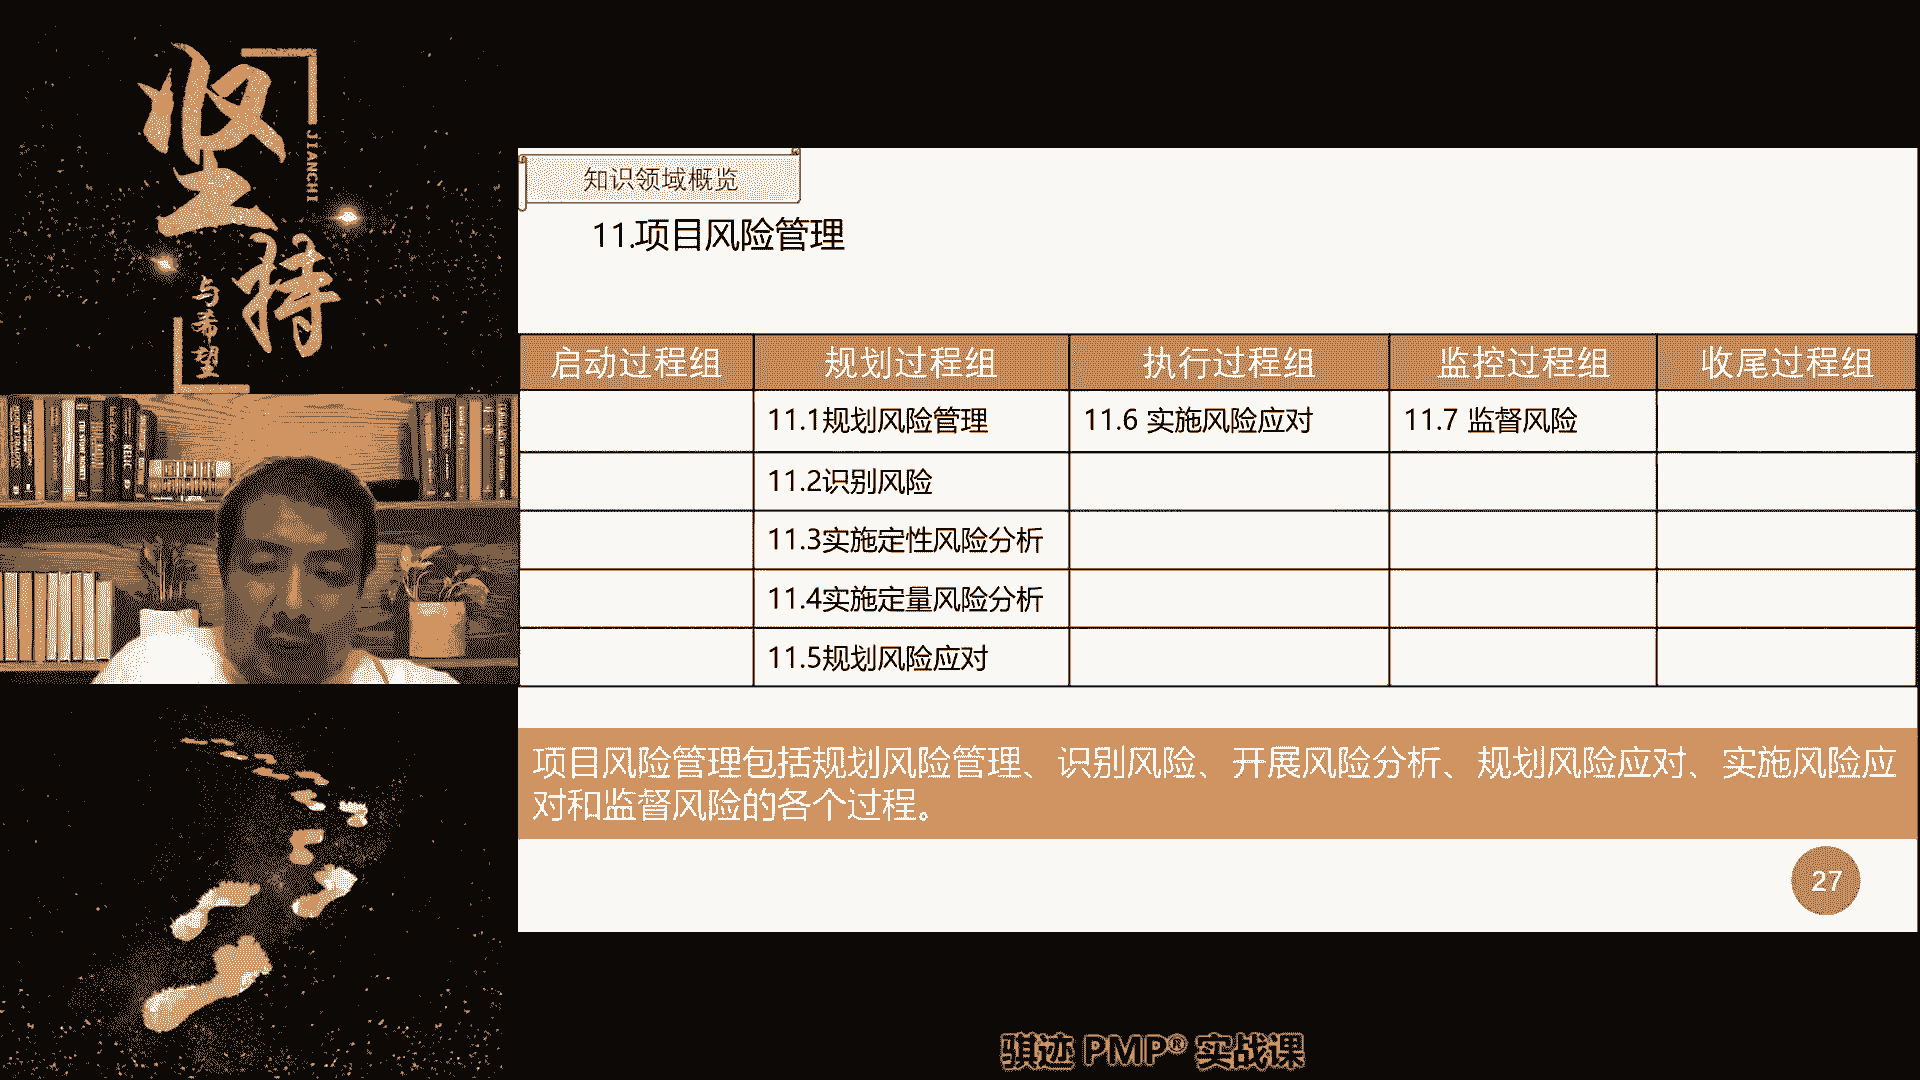 坚持
JIANCHI
与希望
知识领域概览
11.项目风险管理
启动过程组 规划过程组 执行过程组 监控过程组 收尾过程组
11.1规划风险管理 11.6 实施风险应对 11.7 监督风险
11.2识别风险
11.3实施定性风险分析
11.4实施定量风险分析
11.5规划风险应对
项目风险管理包括规划风险管理、识别风险、开展风险分析、规划风险应对、实施风险应
对和监督风险的各个过程。
27
骐迹 PMP® 实战课